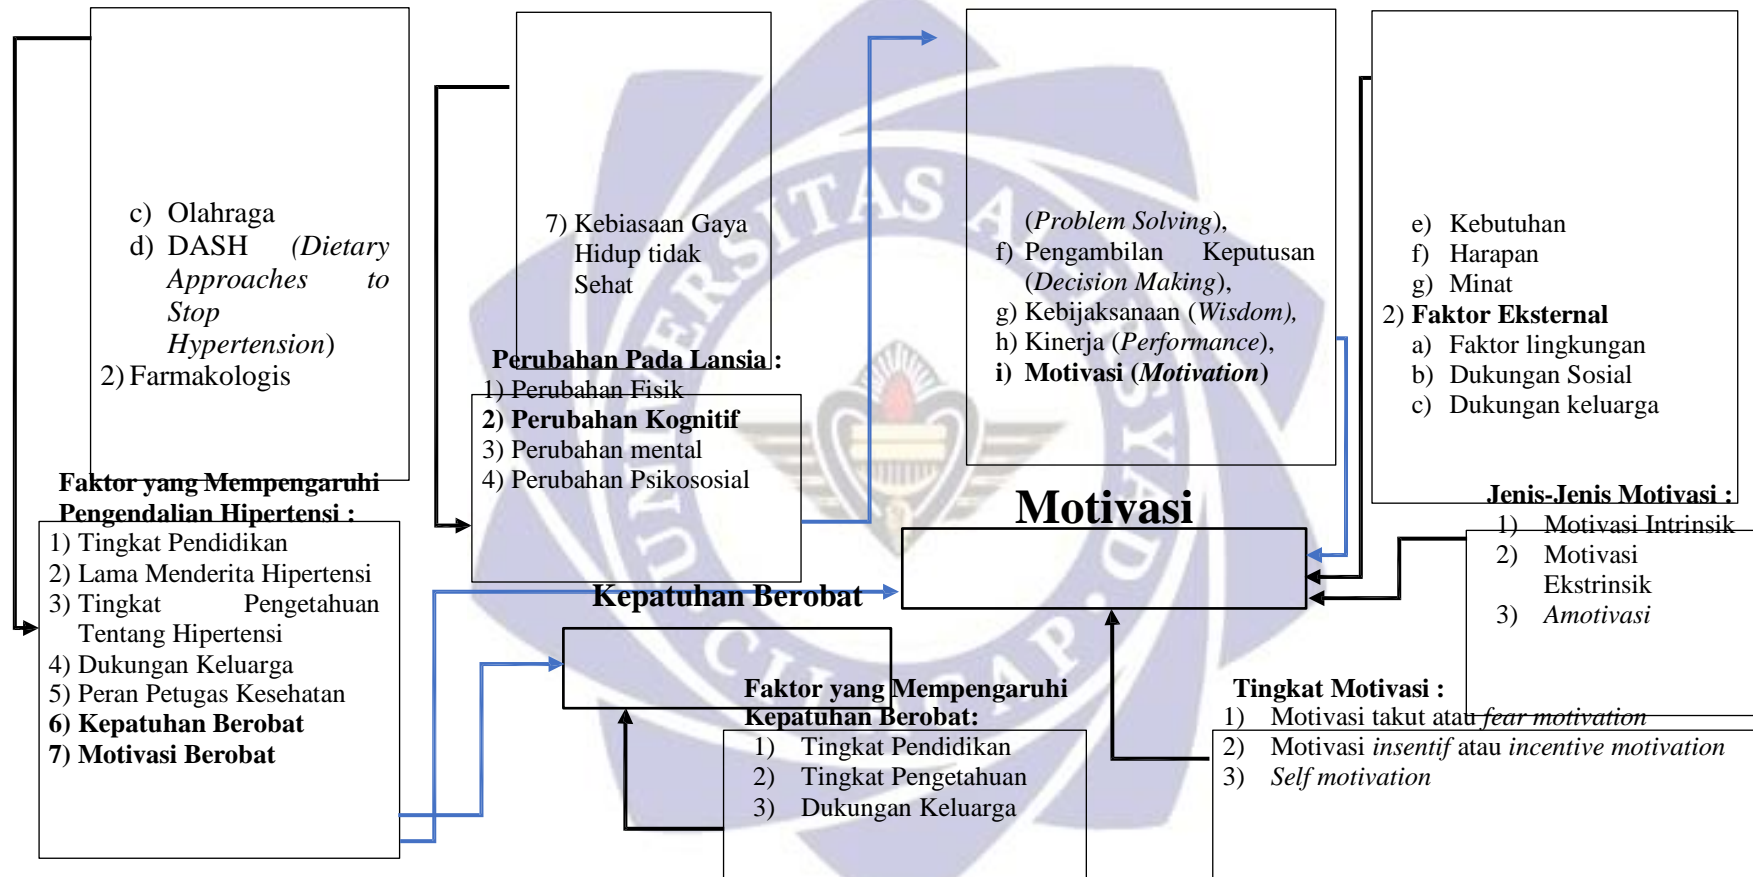 c) Olahraga
d) DASH (Dietary
Approaches to
Stop
Hypertension)
2) Farmakologis
Faktor yang Mempengaruhi
Pengendalian Hipertensi :
1) Tingkat Pendidikan
2) Lama Menderita Hipertensi
3) Tingkat Pengetahuan
Tentang Hipertensi
4) Dukungan Keluarga
5) Peran Petugas Kesehatan
6) Kepatuhan Berobat
7) Motivasi Berobat
7) Kebiasaan Gaya
Hidup tidak
Sehat
Perubahan Pada Lansia :
1) Perubahan Fisik
2) Perubahan Kognitif
3) Perubahan mental
4) Perubahan Psikososial
(Problem Solving),
f) Pengambilan Keputusan
(Decision Making),
g) Kebijaksanaan (Wisdom),
h) Kinerja (Performance),
i) Motivasi (Motivation)
e) Kebutuhan
f) Harapan
g) Minat
2) Faktor Eksternal
a) Faktor lingkungan
b) Dukungan Sosial
c) Dukungan keluarga
Motivasi
Jenis-Jenis Motivasi :
1) Motivasi Intrinsik
2) Motivasi
Ekstrinsik
3) Amotivasi
Kepatuhan Berobat
Faktor yang Mempengaruhi
Kepatuhan Berobat:
1) Tingkat Pendidikan
2) Tingkat Pengetahuan
3) Dukungan Keluarga
Tingkat Motivasi :
1) Motivasi takut atau fear motivation
2) Motivasi insentif atau incentive motivation
3) Self motivation